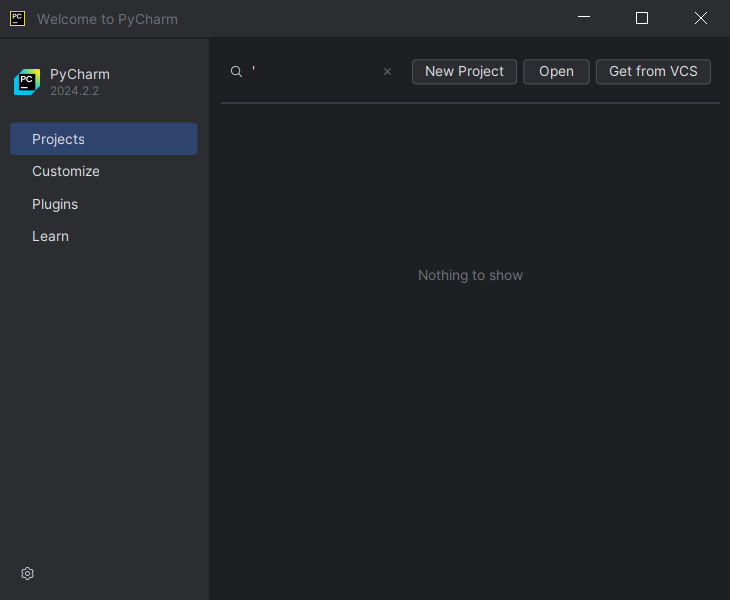 Welcome to PyCharm
PC
PyCharm
2024.2.2
Projects
Customize
Plugins
Learn
'
New Project
Open
Get from VCS
Nothing to show